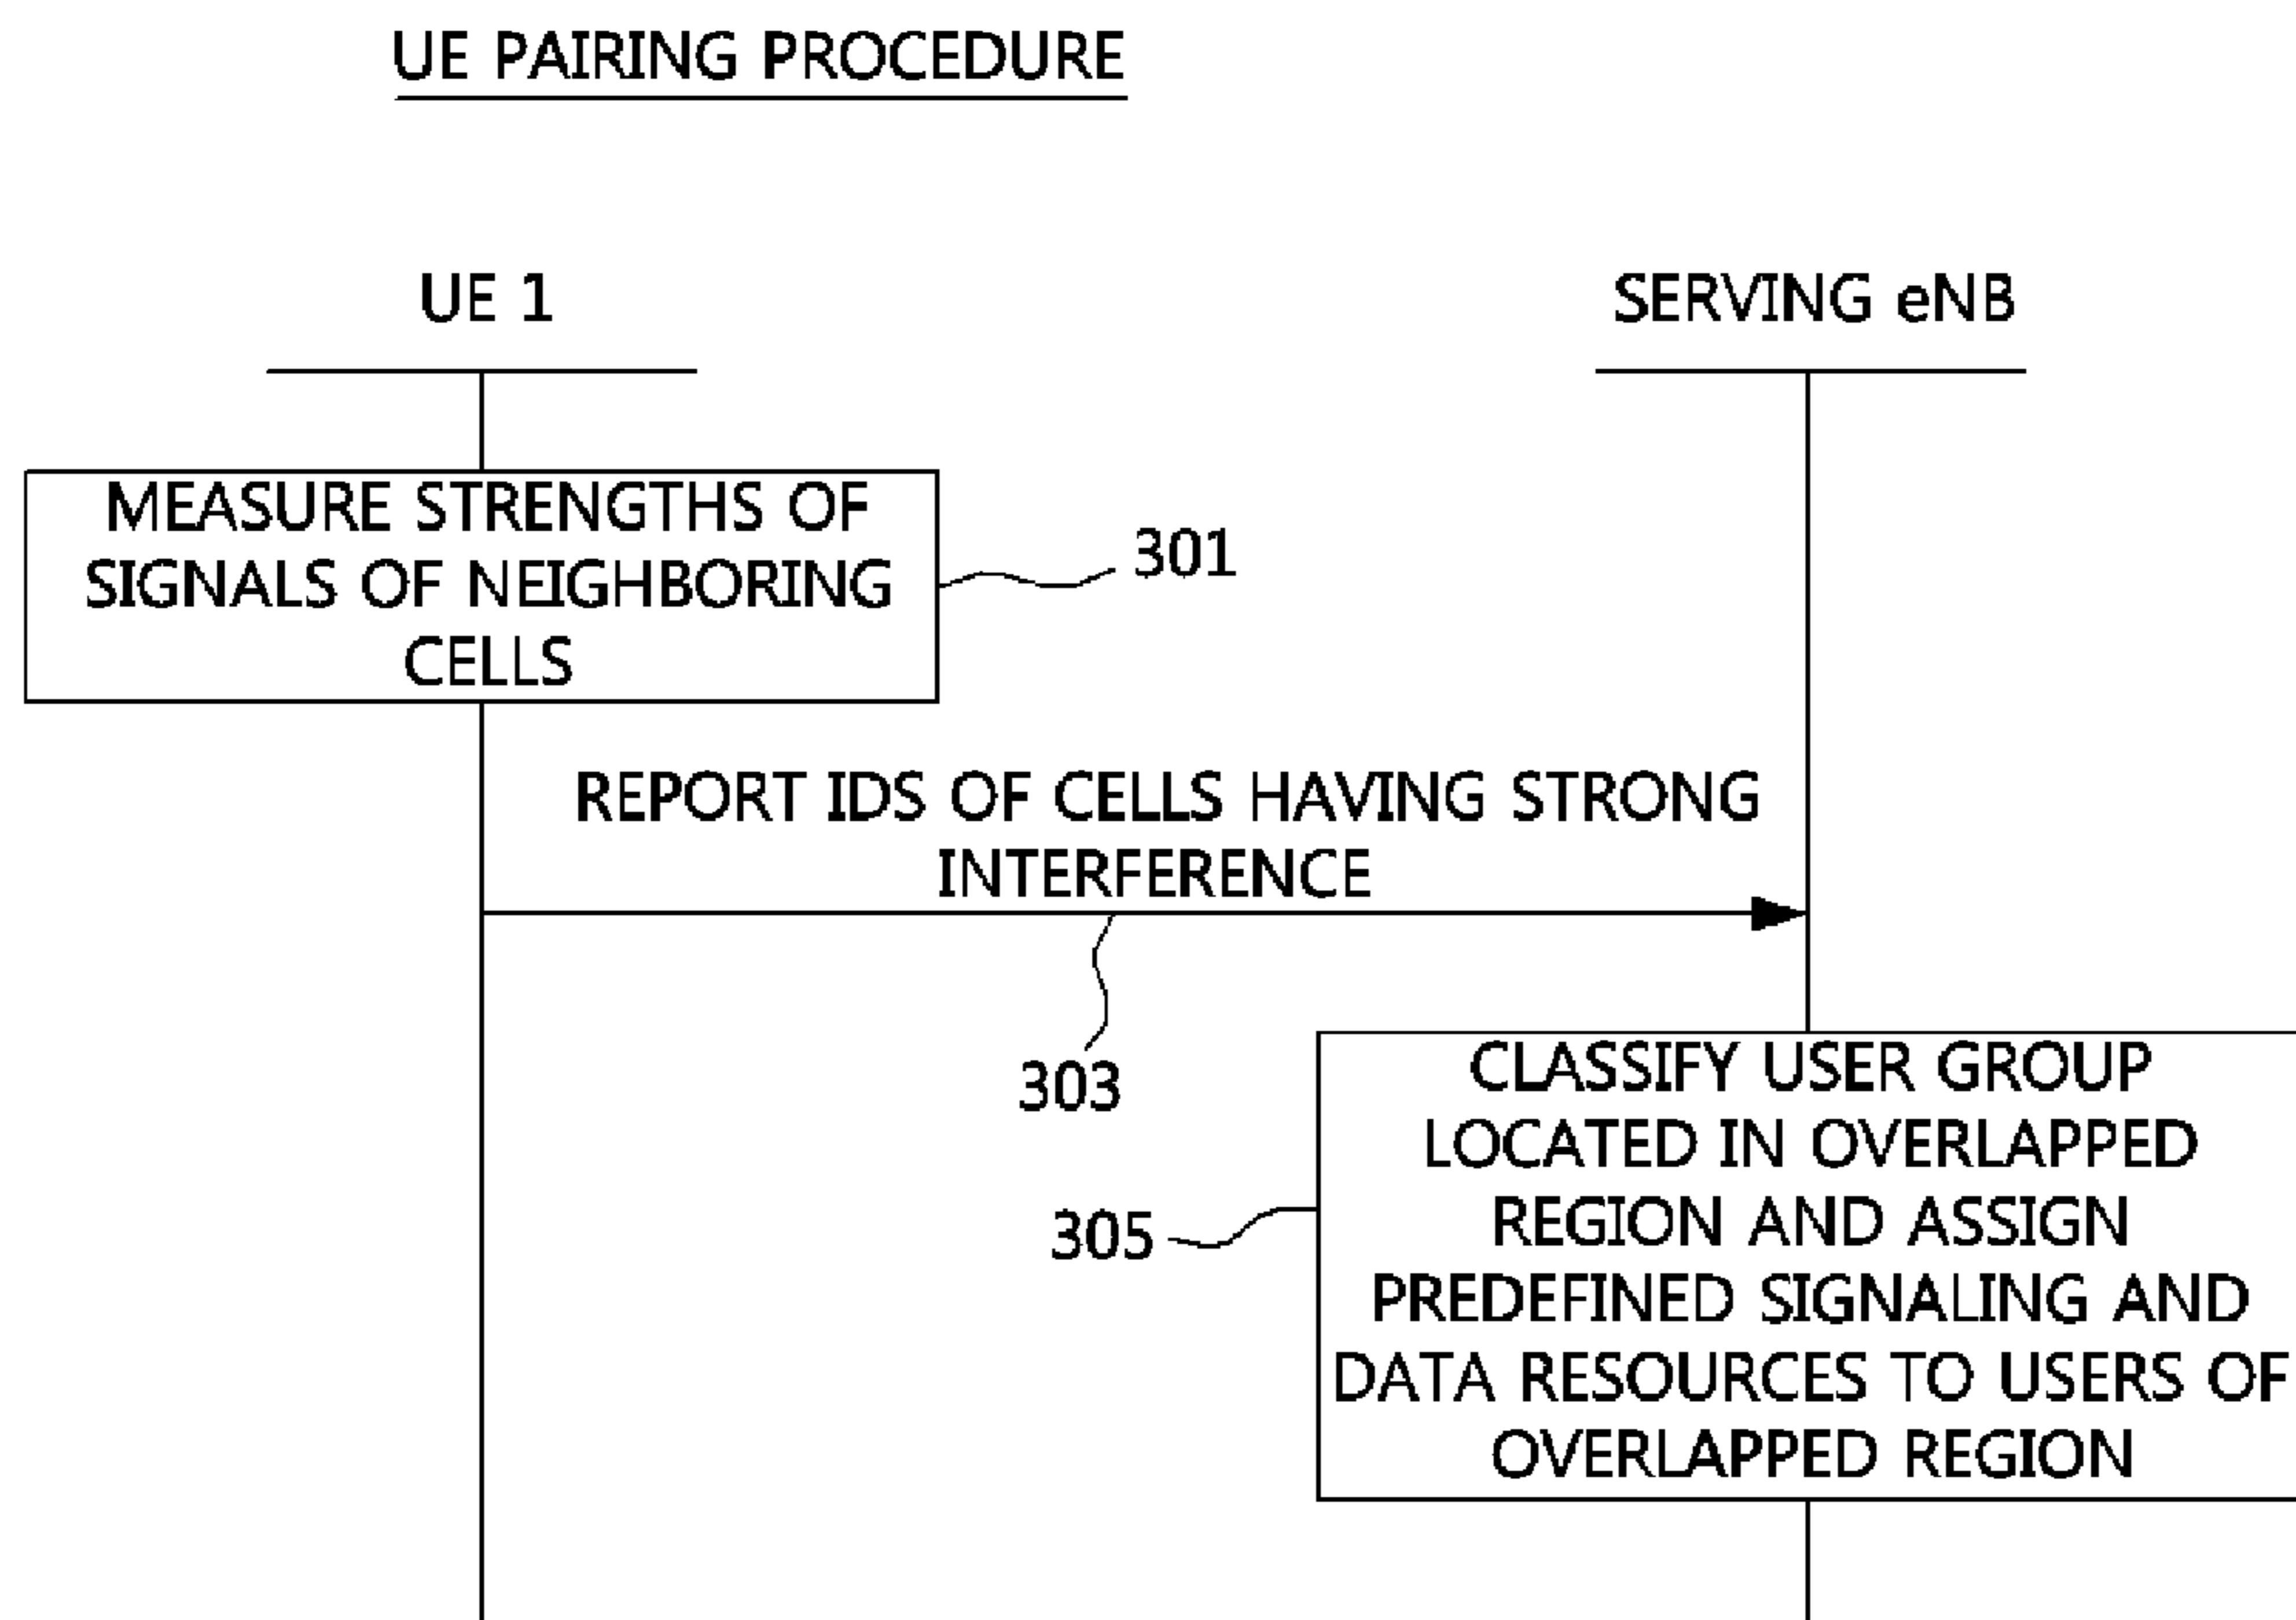 UE PAIRING PROCEDURE
UE 1
SERVING eNB
MEASURE STRENGTHS OF
SIGNALS OF NEIGHBORING
CELLS
301
REPORT IDS OF CELLS HAVING STRONG
INTERFERENCE
303
CLASSIFY USER GROUP
LOCATED IN OVERLAPPED
REGION AND ASSIGN
PREDEFINED SIGNALING AND
DATA RESOURCES TO USERS OF
OVERLAPPED REGION
305